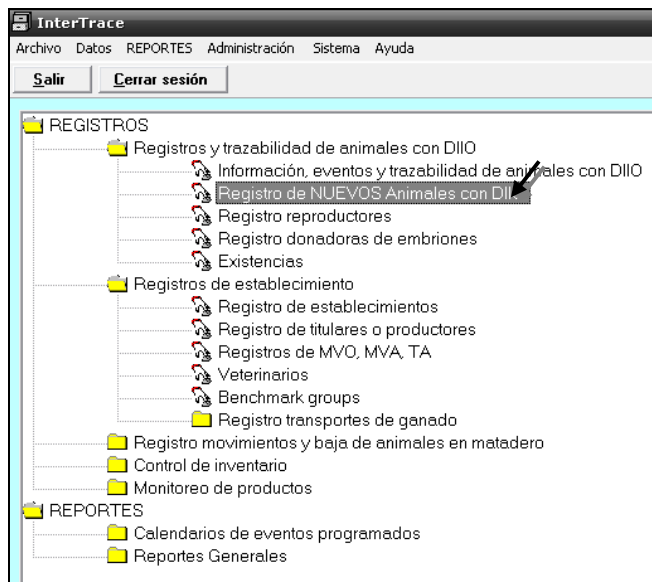 InterTrace
Archivo Datos REPORTES Administración Sistema Ayuda
Salir Cerrar sesión
REGISTROS
Registros y trazabilidad de animales con DIIO
Información, eventos y trazabilidad de animales con DIIO
Registro de NUEVOS Animales con
Registro reproductores
Registro donadoras de embriones
Existencias
Registros de establecimiento
Registro de establecimientos
Registro de titulares o productores
Registros de MVO, MVA, TA
Veterinarios
Benchmark groups
Registro transportes de ganado
Registro movimientos y baja de animales en matadero
Control de inventario
Monitoreo de productos
REPORTES
Calendarios de eventos programados
Reportes Generales